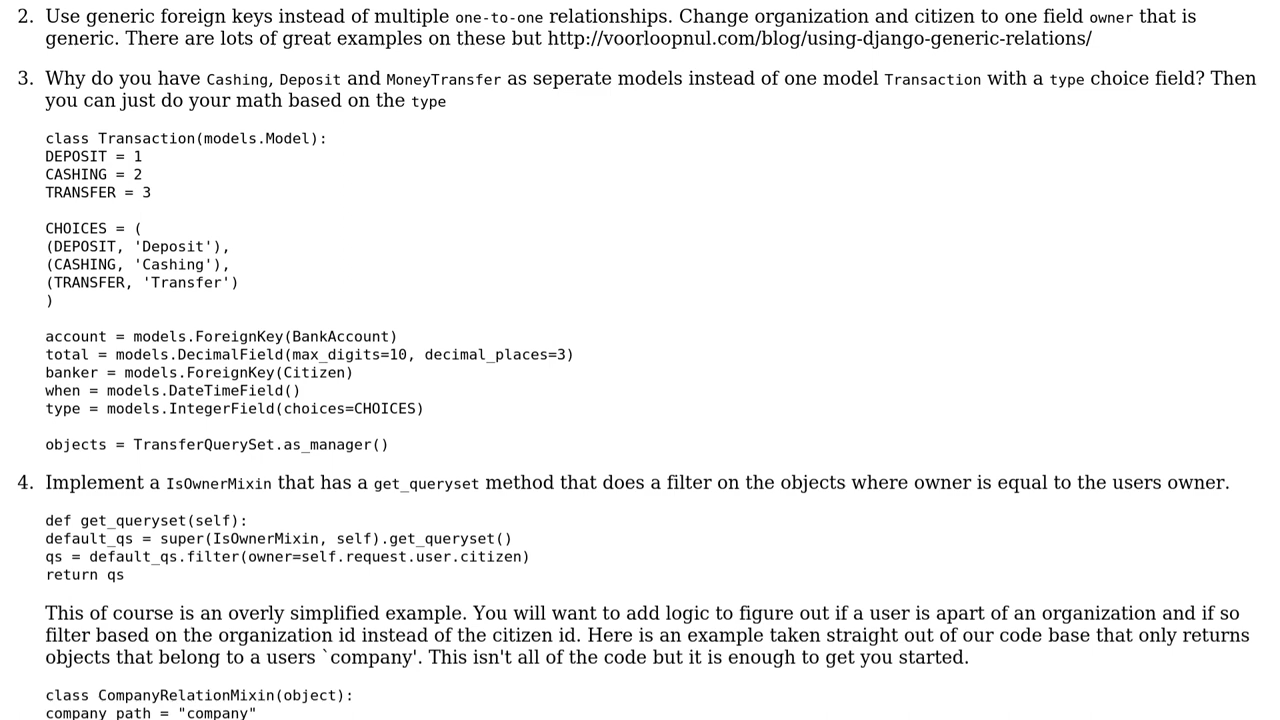 2. Use generic foreign keys instead of multiple one-to-one relationships. Change organization and citizen to one field owner that is
generic. There are lots of great examples on these but http://voorloopnul.com/blog/using-django-generic-relations/
3. Why do you have Cashing, Deposit and MoneyTransfer as seperate models instead of one model Transaction with a type choice field? Then
you can just do your math based on the type
class Transaction(models.Model):
DEPOSIT = 1
CASHING = 2
TRANSFER = 3
CHOICES = (
(DEPOSIT, 'Deposit'),
(CASHING, 'Cashing'),
(TRANSFER, 'Transfer')
)
account = models.ForeignKey(BankAccount)
total = models.DecimalField(max_digits=10, decimal_places=3)
banker = models.ForeignKey(Citizen)
when = models.DateTimeField()
type = models.IntegerField(choices=CHOICES)
objects = TransferQuerySet.as_manager()
4. Implement a IsOwnerMixin that has a get_queryset method that does a filter on the objects where owner is equal to the users owner.
def get_queryset(self):
default_qs = super(IsOwnerMixin, self).get_queryset()
qs = default_qs.filter(owner=self.request.user.citizen)
return qs
This of course is an overly simplified example. You will want to add logic to figure out if a user is apart of an organization and if so
filter based on the organization id instead of the citizen id. Here is an example taken straight out of our code base that only returns
objects that belong to a users `company'. This isn't all of the code but it is enough to get you started.
class CompanyRelationMixin(object):
company_path = "company"